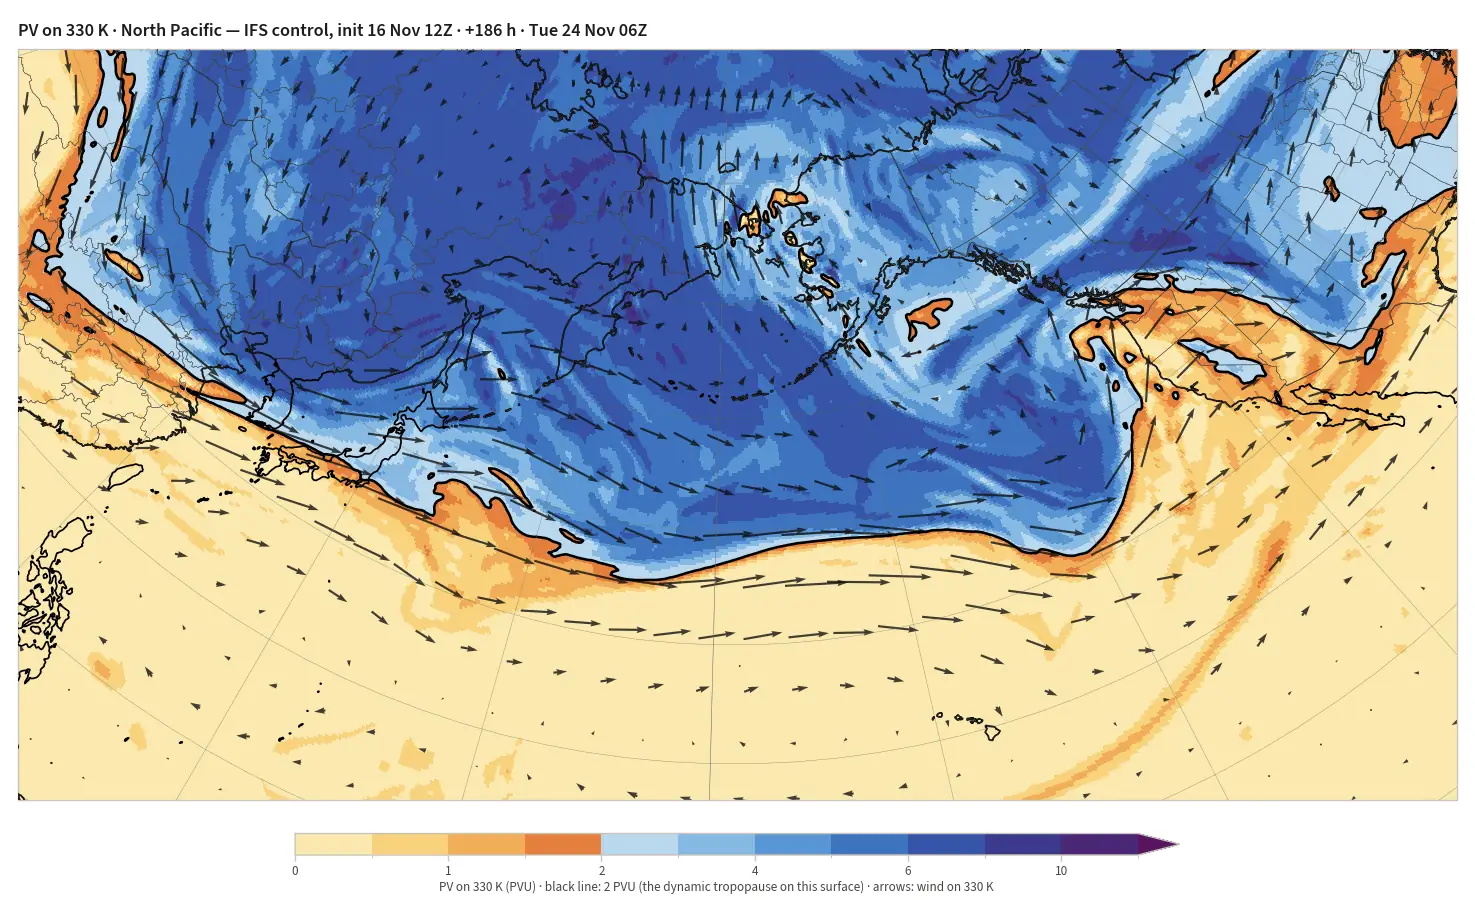 PV on 330 K · North Pacific — IFS control, init 16 Nov 12Z · +186 h · Tue 24 Nov 06Z
0 1 2 4 6 10
PV on 330 K (PVU) · black line: 2 PVU (the dynamic tropopause on this surface) · arrows: wind on 330 K